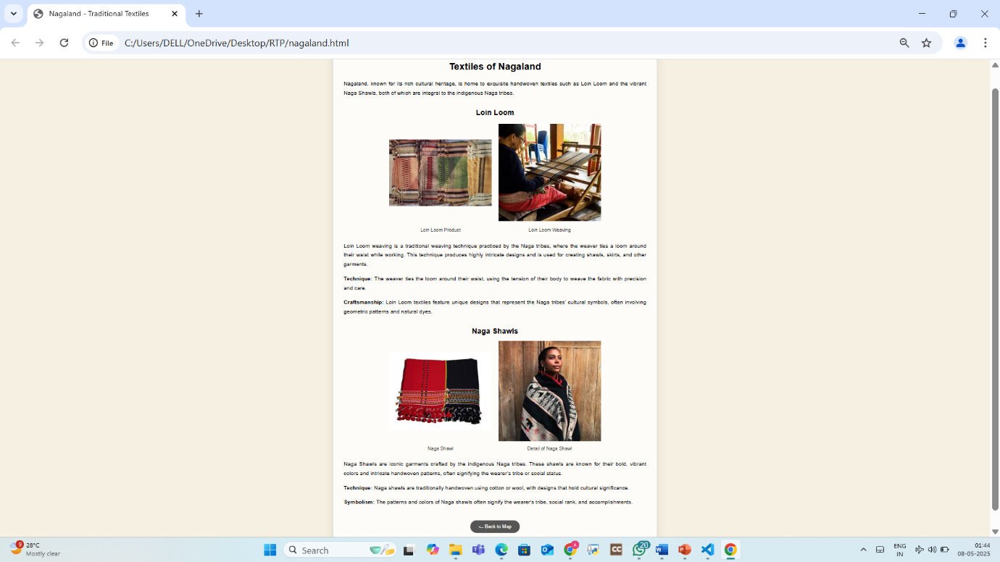 Nagaland - Traditional Textiles
File
C:/Users/DELL/OneDrive/Desktop/RTP/nagaland.html
Textiles of Nagaland
Nagaland, known for its rich cultural heritage, is home to exquisite handwoven textiles such as Loin Loom and the vibrant
Naga Shawls, both of which are integral to the indigenous Naga tribes.
Loin Loom
Loin Loom Product
Loin Loom Weaving
Loin Loom weaving is a traditional weaving technique practiced by the Naga tribes, where the weaver ties a loom around
their waist while working. This technique produces highly intricate designs and is used for creating shawls, skirts, and other
garments.
Technique: The weaver ties the loom around their waist, using the tension of their body to weave the fabric with precision
and care.
Craftsmanship: Loin Loom textiles feature unique designs that represent the Naga tribes' cultural symbols, often involving
geometric patterns and natural dyes.
Naga Shawls
Naga Shawl
Detail of Naga Shawl
Naga Shawls are iconic garments crafted by the indigenous Naga tribes. These shawls are known for their bold, vibrant
colors and intricate handwoven patterns, often signifying the wearer's tribe or social status.
Technique: Naga shawls are traditionally handwoven using cotton or wool, with designs that hold cultural significance.
Symbolism: The patterns and colors of Naga shawls often signify the wearer's tribe, social rank, and accomplishments.
← Back to Map
9
28°C
Mostly clear
Search
A
CC
20
ENG
IN
01:44
08-05-2025